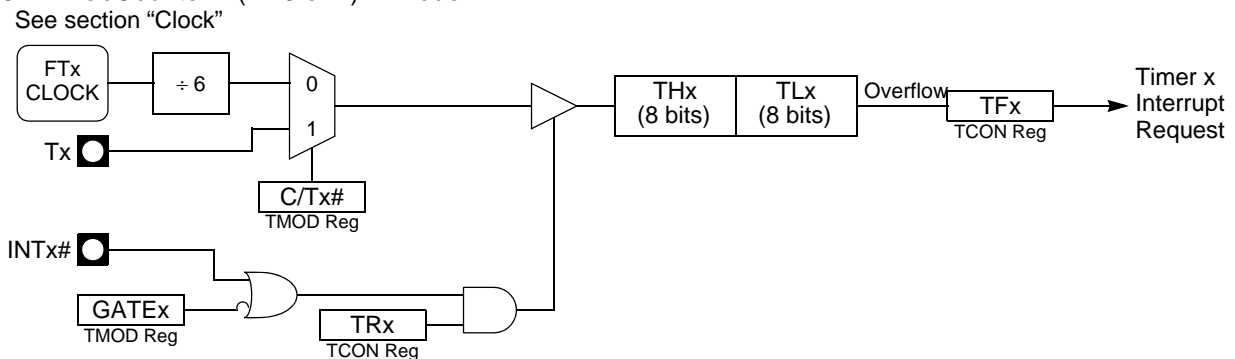 See section “Clock”
FTx
CLOCK
÷ 6
0
1
Tx
C/Tx#
TMOD Reg
THx
(8 bits)
TLx
(8 bits)
Overflow
TFx
TCON Reg
Timer x
Interrupt
Request
INTx#
GATEx
TMOD Reg
TRx
TCON Reg